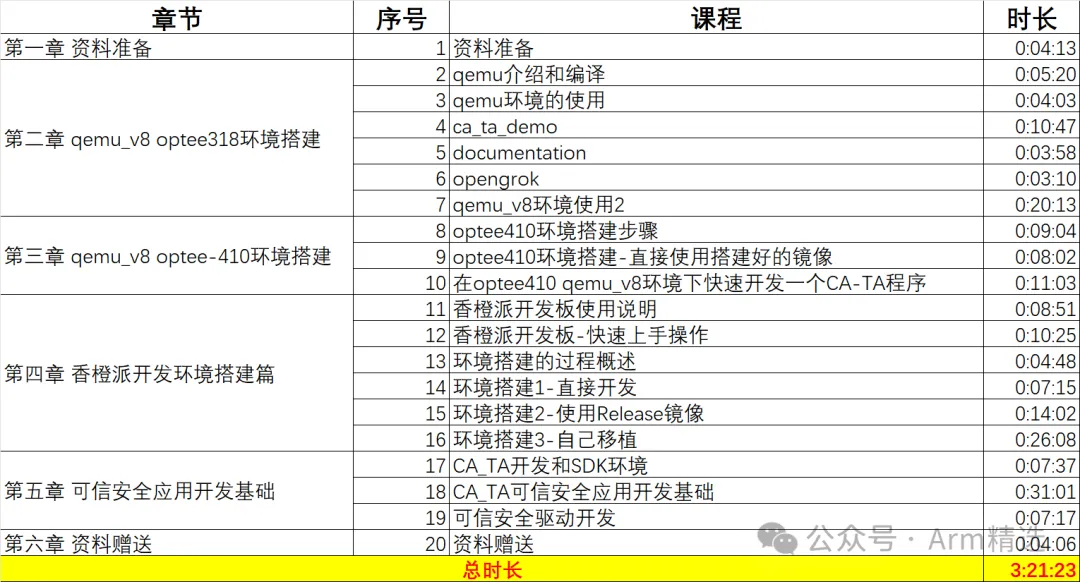 章节 序号 课程 时长
第一章 资料准备 1 资料准备 0:04:13
2 qemu介绍和编译 0:05:20
3 qemu环境的使用 0:04:03
第二章 qemu_v8 optee318环境搭建 4 ca_ta_demo 0:10:47
5 documentation 0:03:58
6 opengrok 0:03:10
7 qemu_v8环境使用2 0:20:13
8 optee410环境搭建步骤 0:09:04
第三章 qemu_v8 optee-410环境搭建 9 optee410环境搭建-直接使用搭建好的镜像 0:08:02
10 在optee410 qemu_v8环境下快速开发一个CA-TA程序 0:11:03
11 香橙派开发板使用说明 0:08:51
12 香橙派开发板-快速上手操作 0:10:25
13 环境搭建的过程概述 0:04:48
第四章 香橙派开发环境搭建篇 14 环境搭建1-直接开发 0:07:15
15 环境搭建2-使用Release镜像 0:14:02
16 环境搭建3-自己移植 0:26:08
17 CA_TA开发和SDK环境 0:07:37
第五章 可信安全应用开发基础 18 CA_TA可信安全应用开发基础 0:31:01
19 可信安全驱动开发 0:07:17
第六章 资料赠送 20 资料赠送 0:04:06
公众号 · Arm精选
总时长 3:21:23